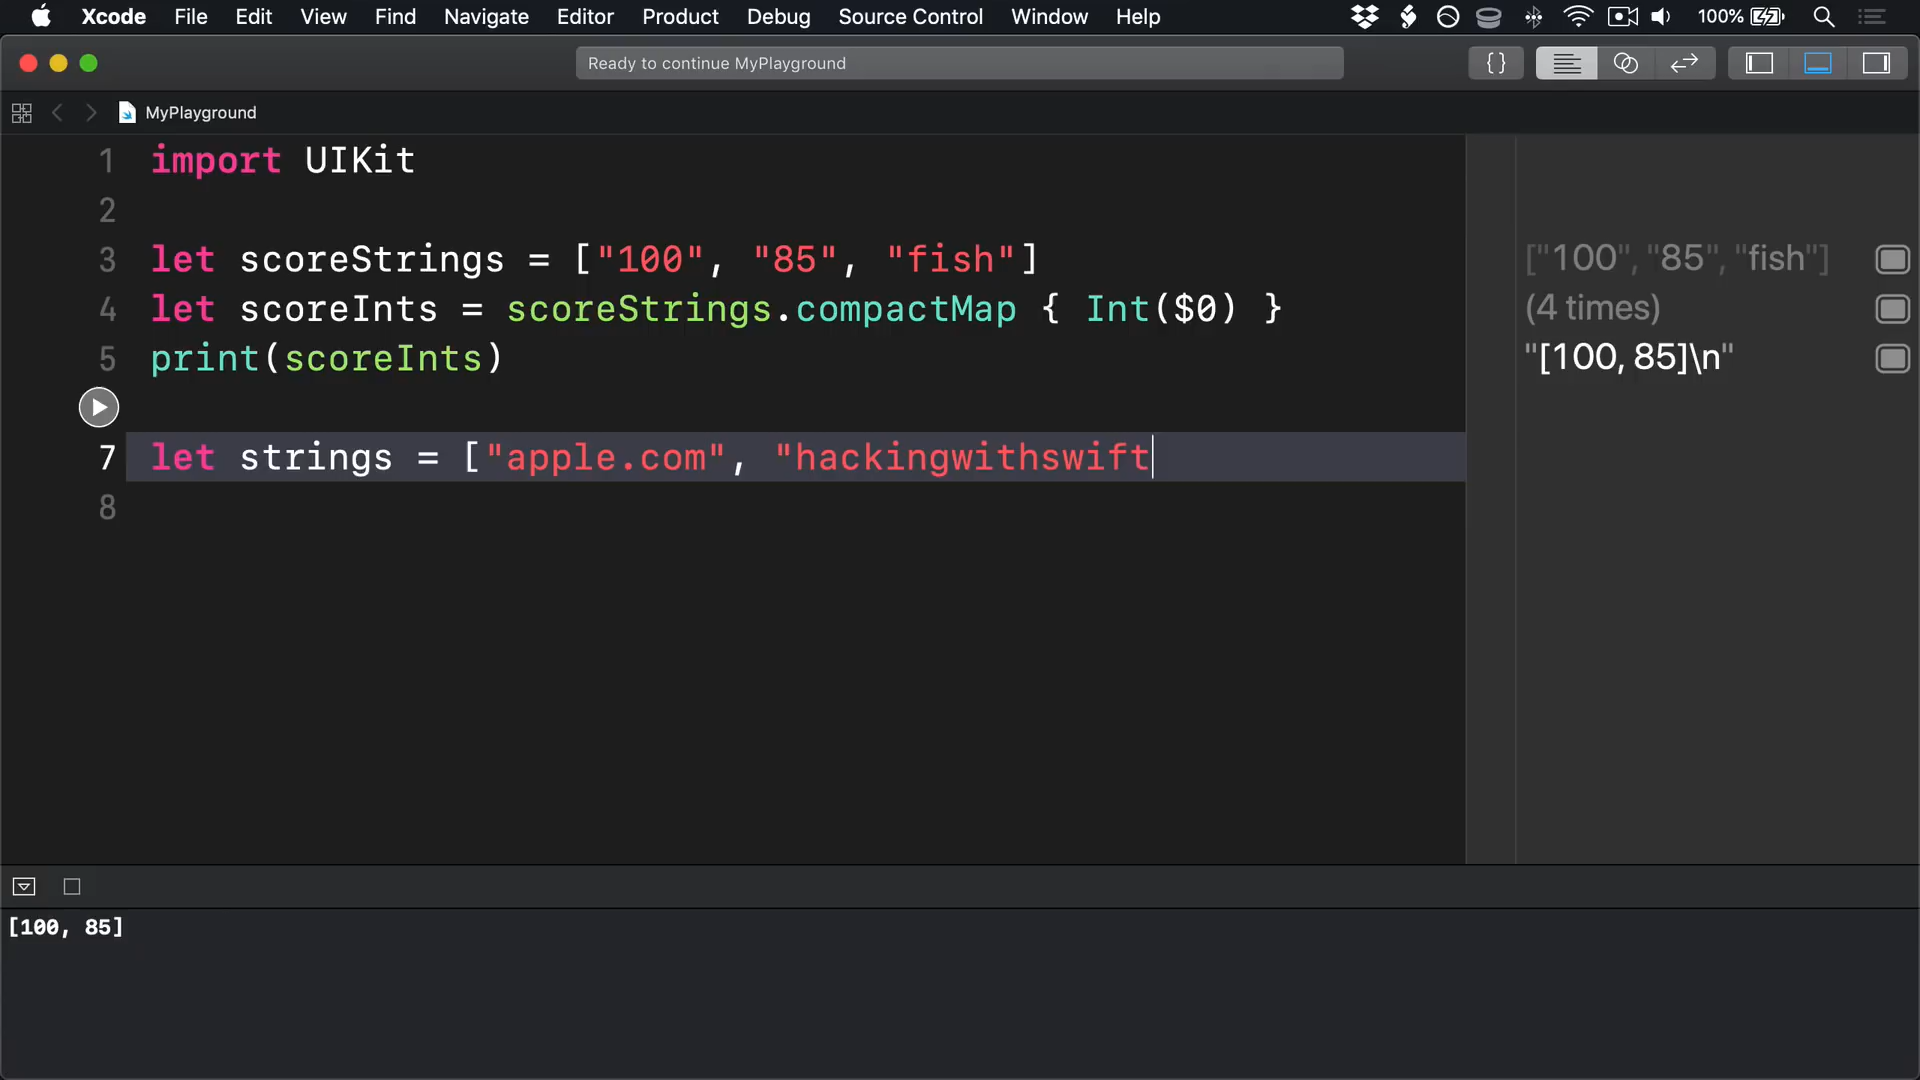 Xcode File Edit View Find Navigate Editor Product Debug Source Control Window Help 100%
Ready to continue MyPlayground
{ }
MyPlayground
1 import UIKit
2
3 let scoreStrings = ["100", "85", "fish"] ["100", "85", "fish"]
4 let scoreInts = scoreStrings.compactMap { Int($0) } (4 times)
5 print(scoreInts) "[100, 85]\n"
7 let strings = ["apple.com", "hackingwithswift
8
[100, 85]